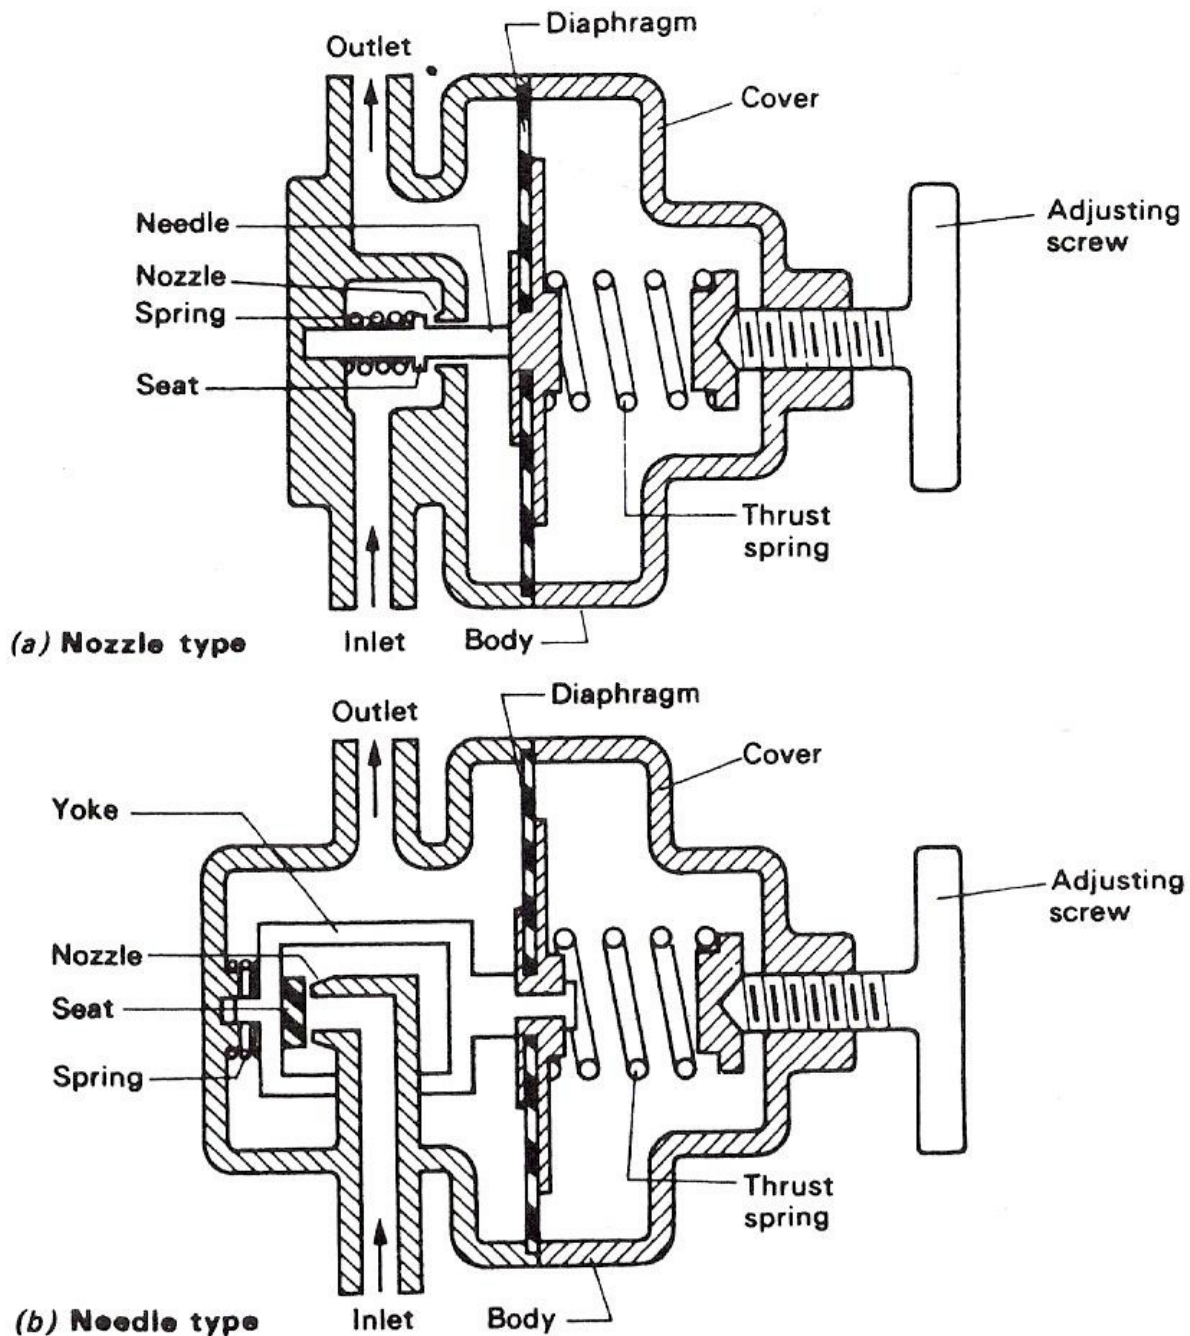 Diaphragm
Outlet
Cover
Needle
Nozzle
Spring
Seat
Adjusting
screw
Thrust
spring
(a) Nozzle type
Inlet
Body
Diaphragm
Outlet
Cover
Yoke
Nozzle
Seat
Spring
Adjusting
screw
Thrust
spring
(b) Needle type
Inlet
Body